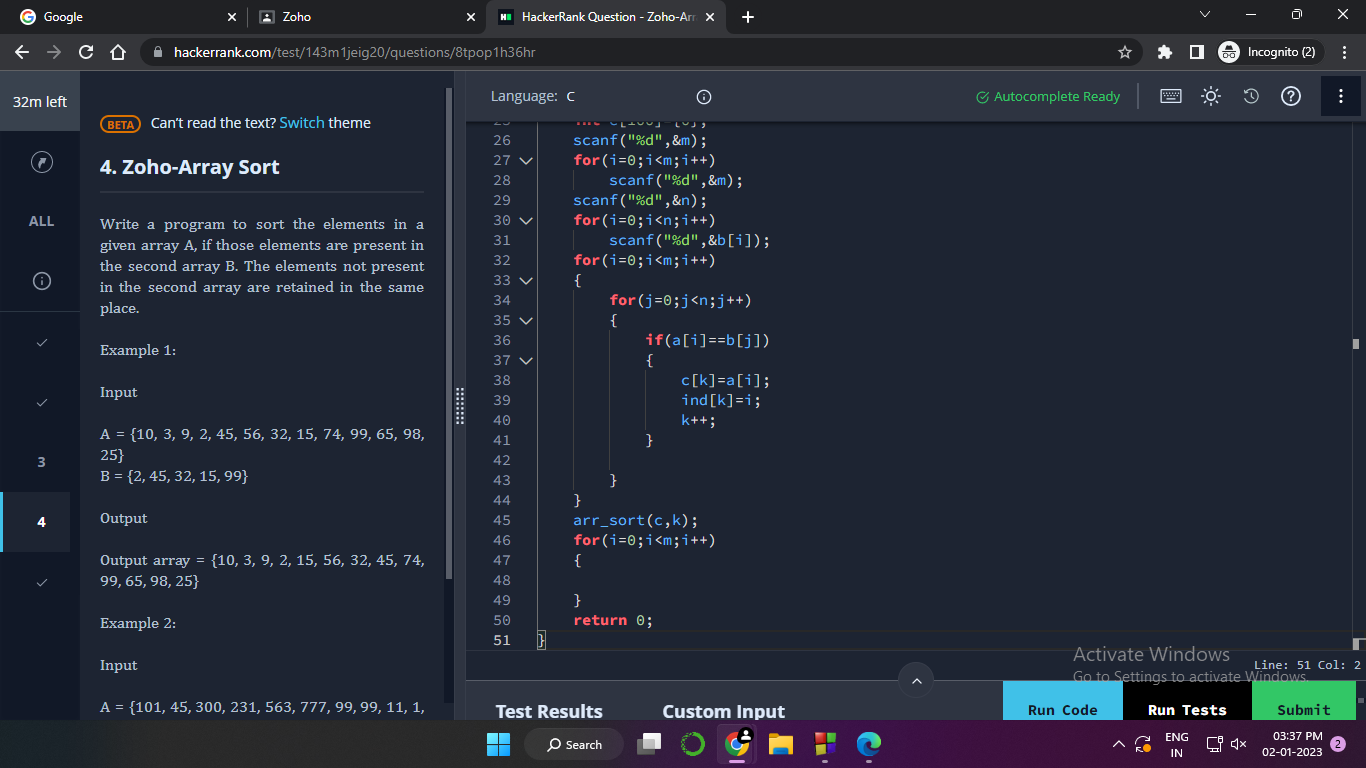 Google
Zoho
HackerRank Question - Zoho-Arr
hackerrank.com/test/143m1jeig20/questions/8tpop1h36hr
Incognito (2)
32m left
ALL
3
4
BETA Can't read the text? Switch theme
4. Zoho-Array Sort
Write a program to sort the elements in a
given array A, if those elements are present in
the second array B. The elements not present
in the second array are retained in the same
place.
Example 1:
Input
A = {10, 3, 9, 2, 45, 56, 32, 15, 74, 99, 65, 98,
25}
B = {2, 45, 32, 15, 99}
Output
Output array = {10, 3, 9, 2, 15, 56, 32, 45, 74,
99, 65, 98, 25}
Example 2:
Input
A = {101, 45, 300, 231, 563, 777, 99, 99, 11, 1,
Language: C
Autocomplete Ready
25 int c[100]={0};
26 scanf("%d",&m);
27 for(i=0;i<m;i++)
28 scanf("%d",&m);
29 scanf("%d",&n);
30 for(i=0;i<n;i++)
31 scanf("%d",&b[i]);
32 for(i=0;i<m;i++)
33 {
34 for(j=0;j<n;j++)
35 {
36 if(a[i]==b[j])
37 {
38 c[k]=a[i];
39 ind[k]=i;
40 k++;
41 }
42
43 }
44 }
45 arr_sort(c,k);
46 for(i=0;i<m;i++)
47 {
48
49 }
50 return 0;
51 }
Activate Windows
Go to Settings to activate Windows.
Line: 51 Col: 2
Test Results
Custom Input
Run Code
Run Tests
Submit
Search
ENG
IN
03:37 PM
02-01-2023
2